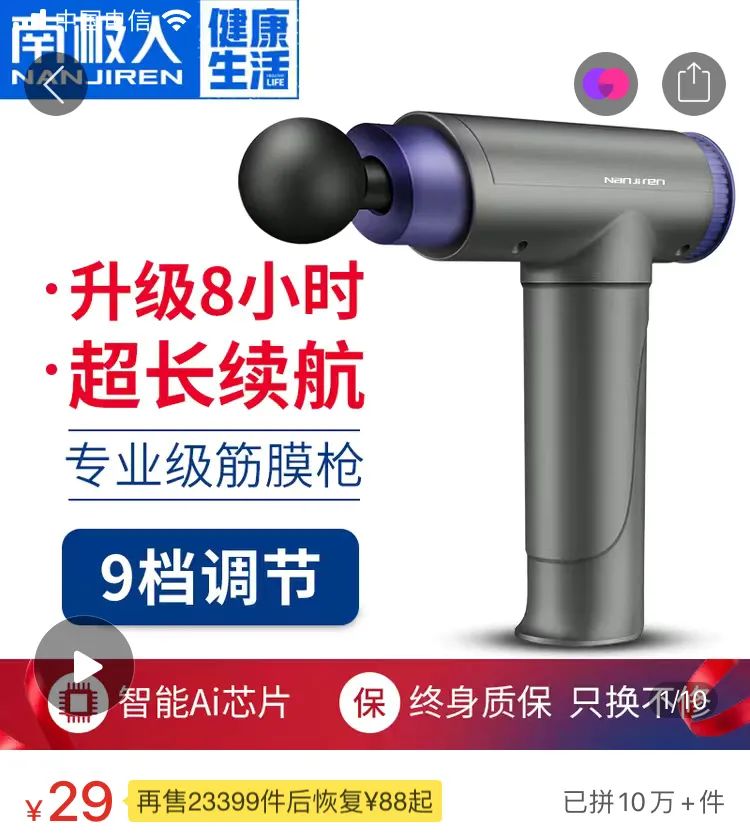 中国电信
南极人
NANJIREN
健康
生活
HEALTHY
LIFE
NanJiren
·升级8小时
·超长续航
专业级筋膜枪
9档调节
智能Ai芯片
保 终身质保 只换不修
1/10
¥29 再售23399件后恢复¥88起 已拼10万+件